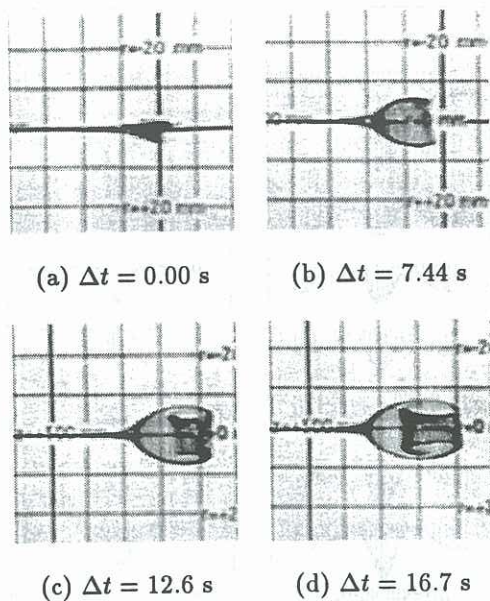 r=-20 mm
r=+20 mm
(a) Δt = 0.00 s
r=-20 mm
mm
r=+20 mm
(b) Δt = 7.44 s
(c) Δt = 12.6 s
(d) Δt = 16.7 s